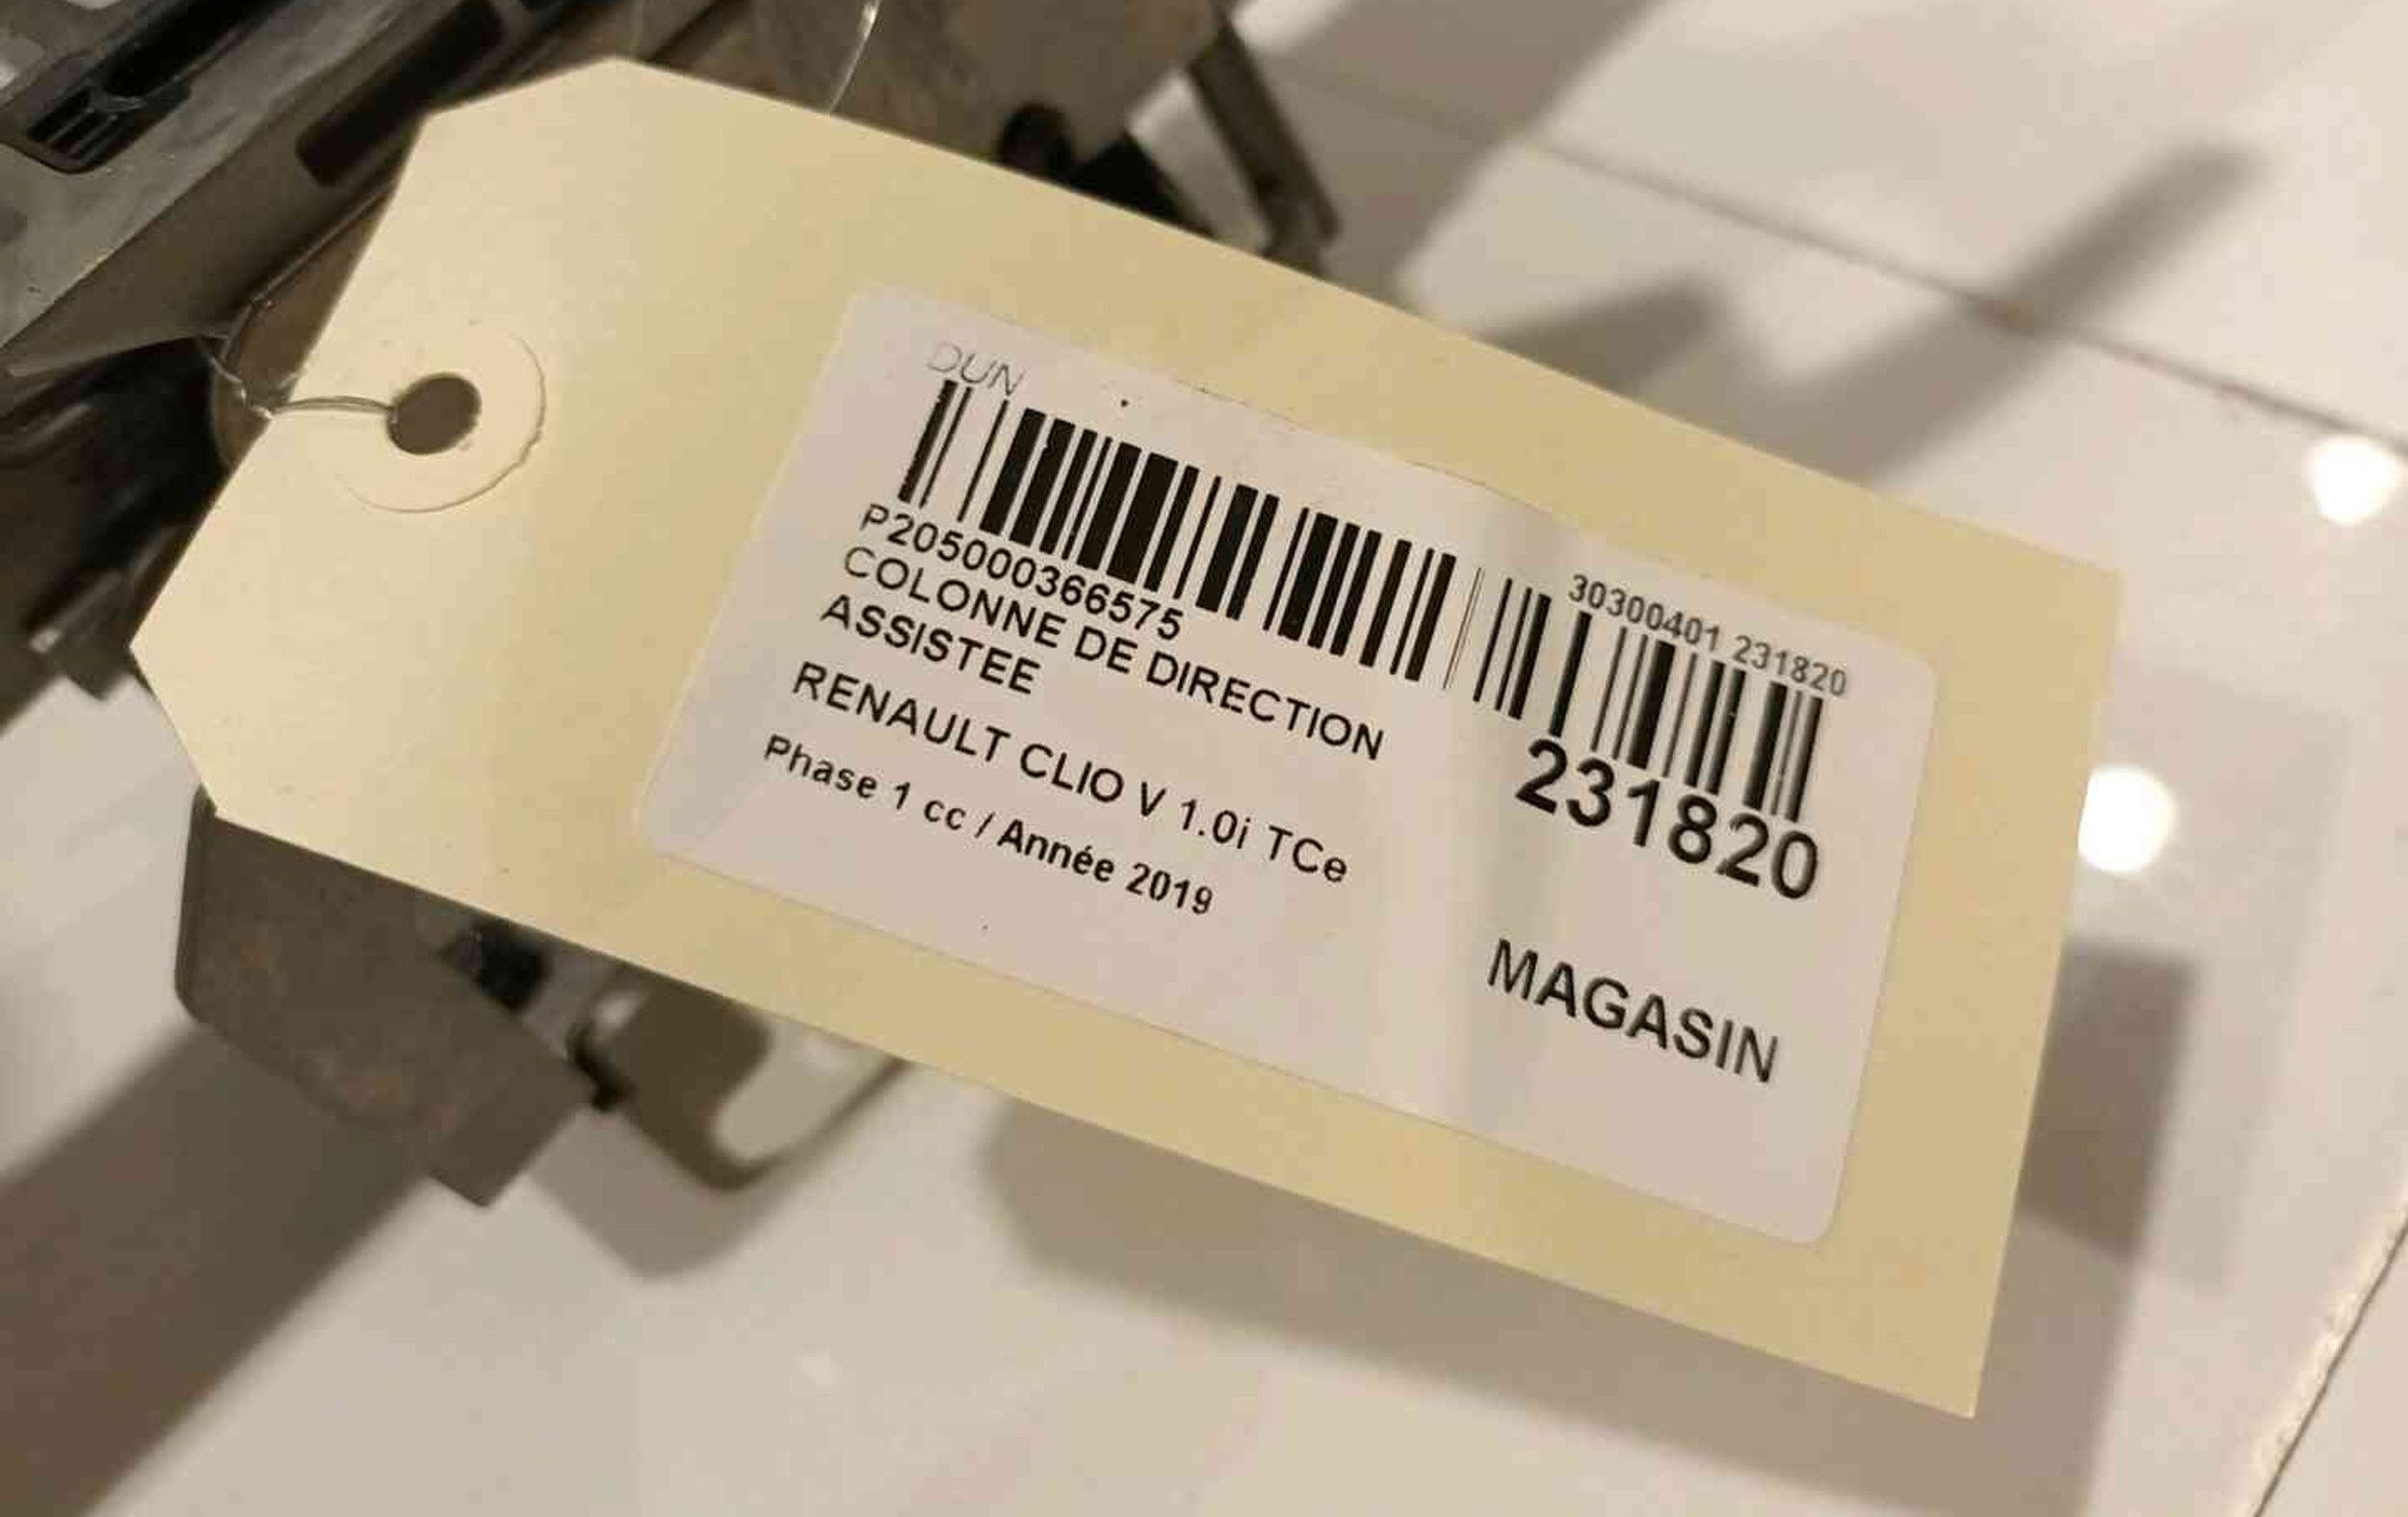 DUN
P205000366575
COLONNE DE DIRECTION
ASSISTEE
RENAULT CLIO V 1.0i TCe
Phase 1 cc / Année 2019
30300401 231820
231820
MAGASIN